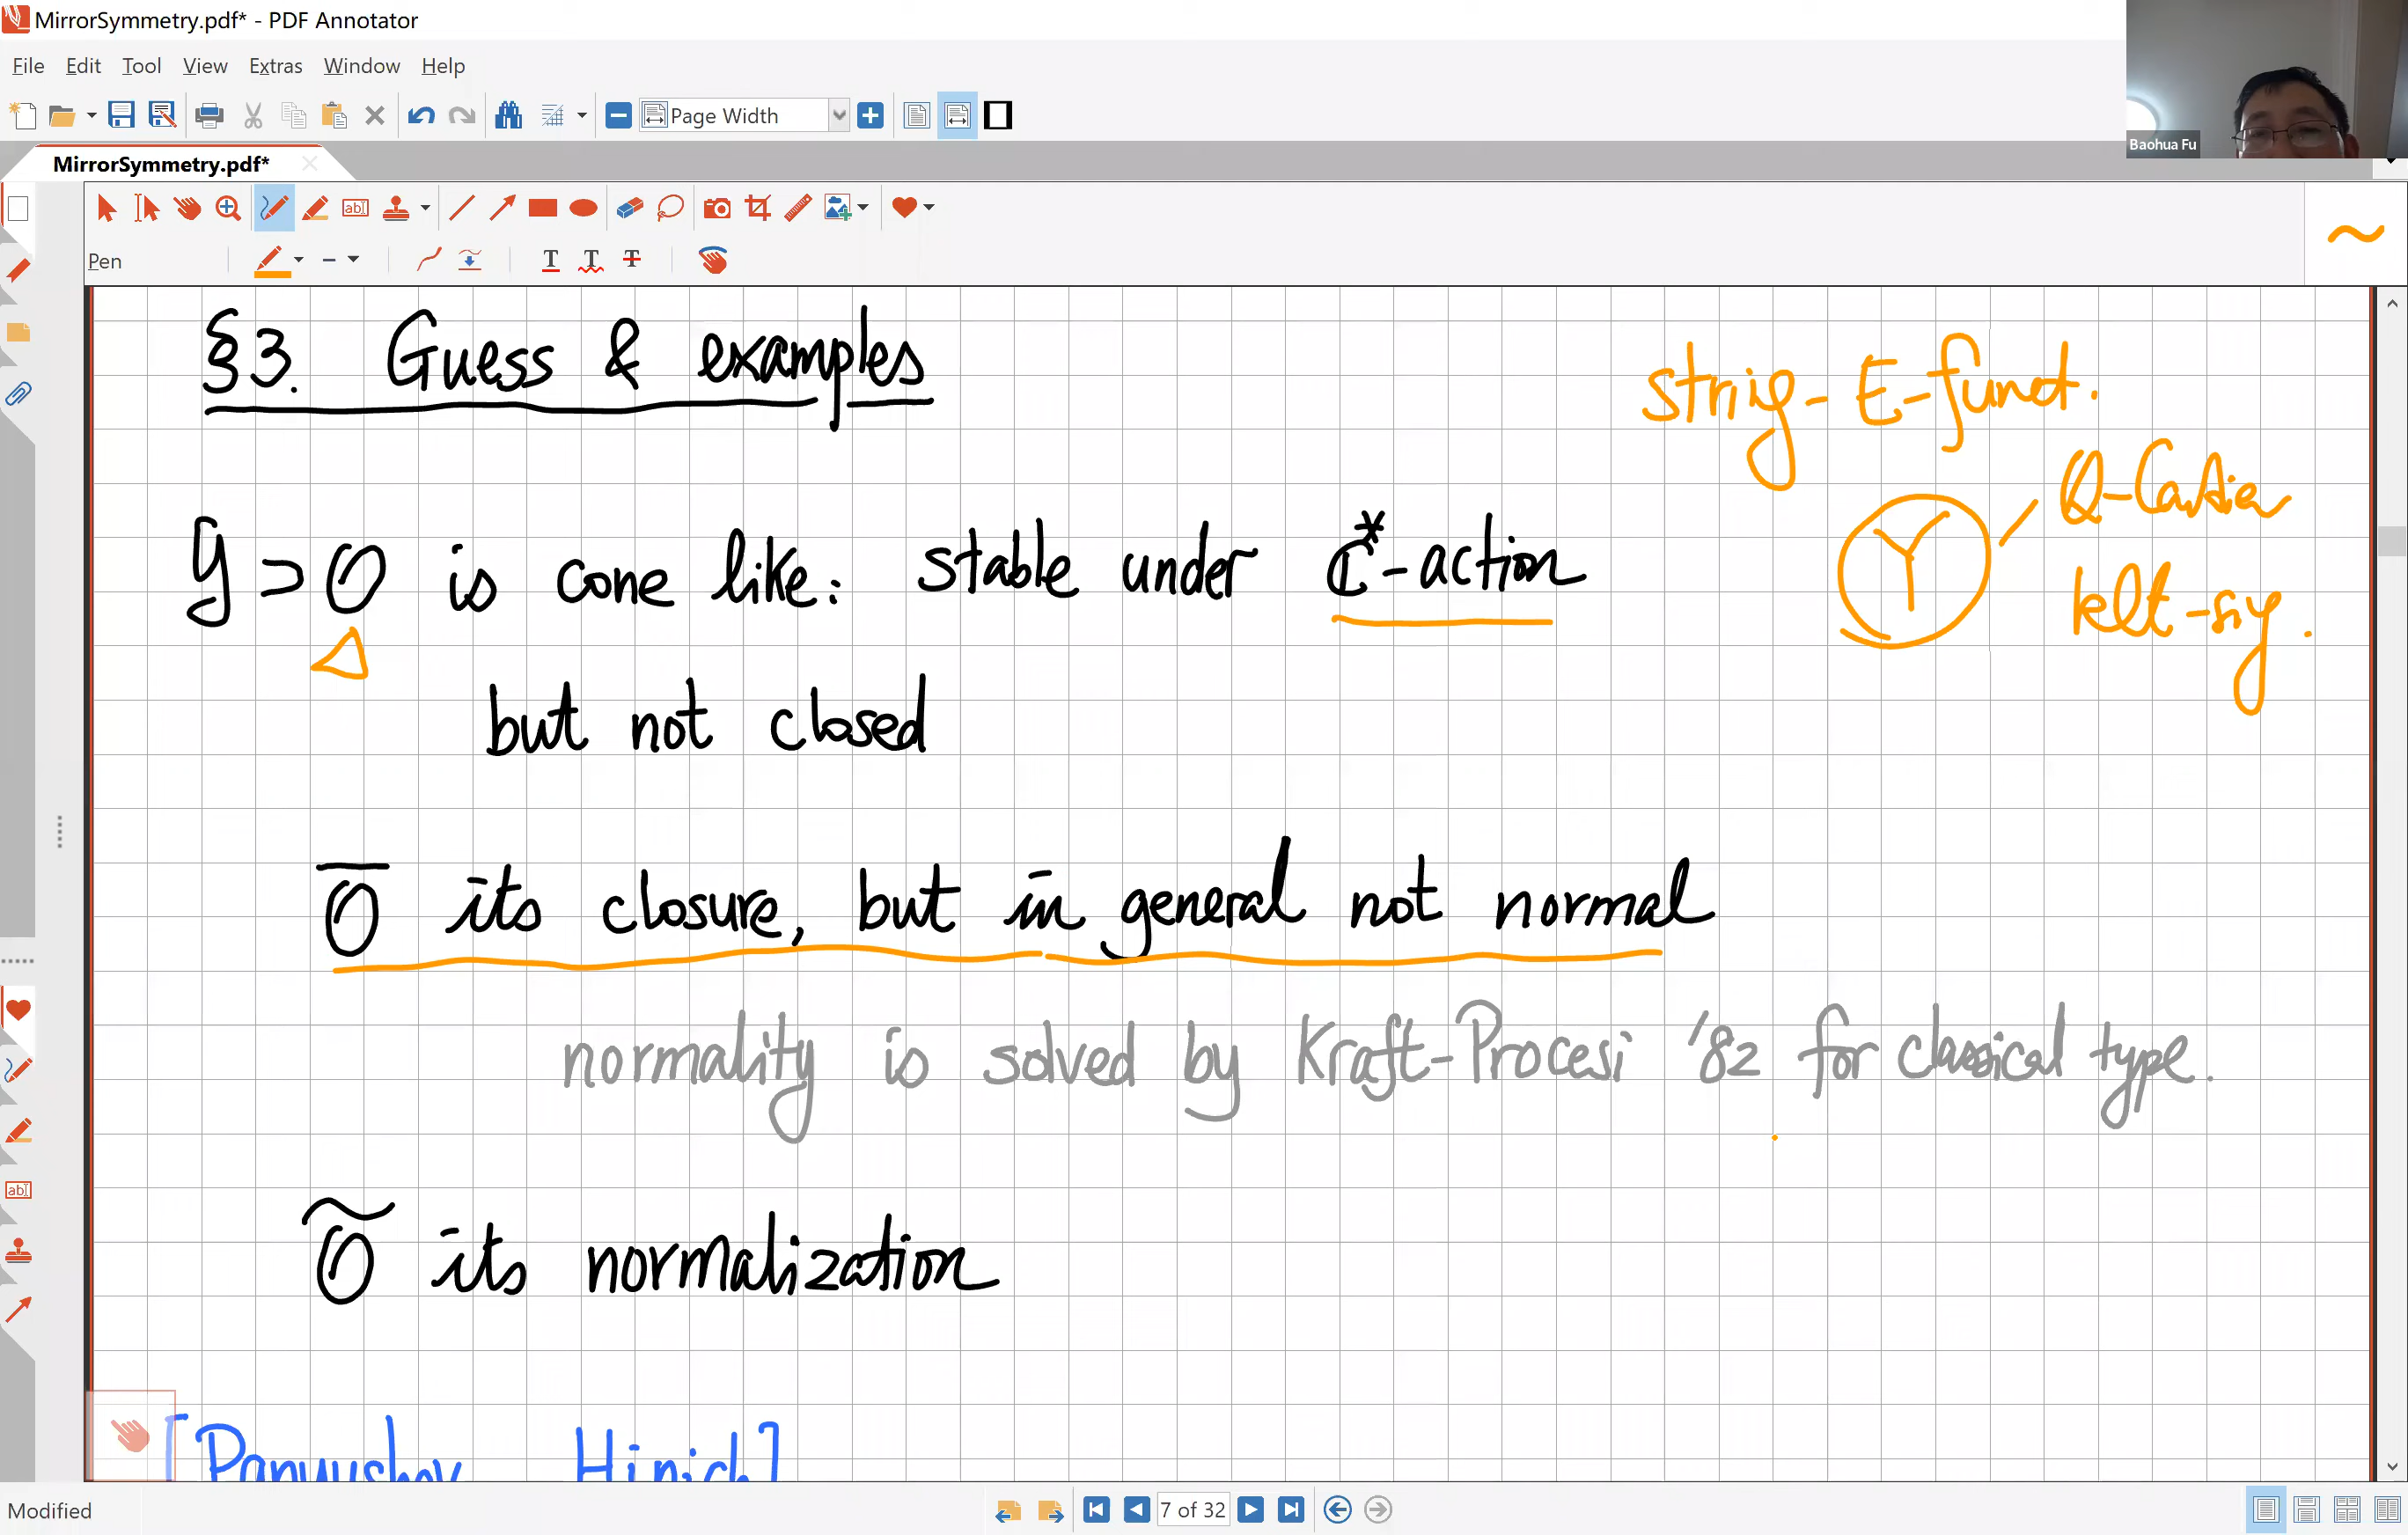 MirrorSymmetry.pdf* - PDF Annotator
Baohua Fu
File Edit Tool View Extras Window Help
Page Width
MirrorSymmetry.pdf*
Pen
§3. Guess & examples
strig-E-funct.
Y
Q-Cartier
klt-sig.
𝔤 ⊃ O is cone like: stable under ℂ*-action
but not closed
O̅ its closure, but in general not normal
normality is solved by Kraft-Procesi '82 for classical type.
Õ its normalization
[Panyushev Hinich]
Modified
7 of 32